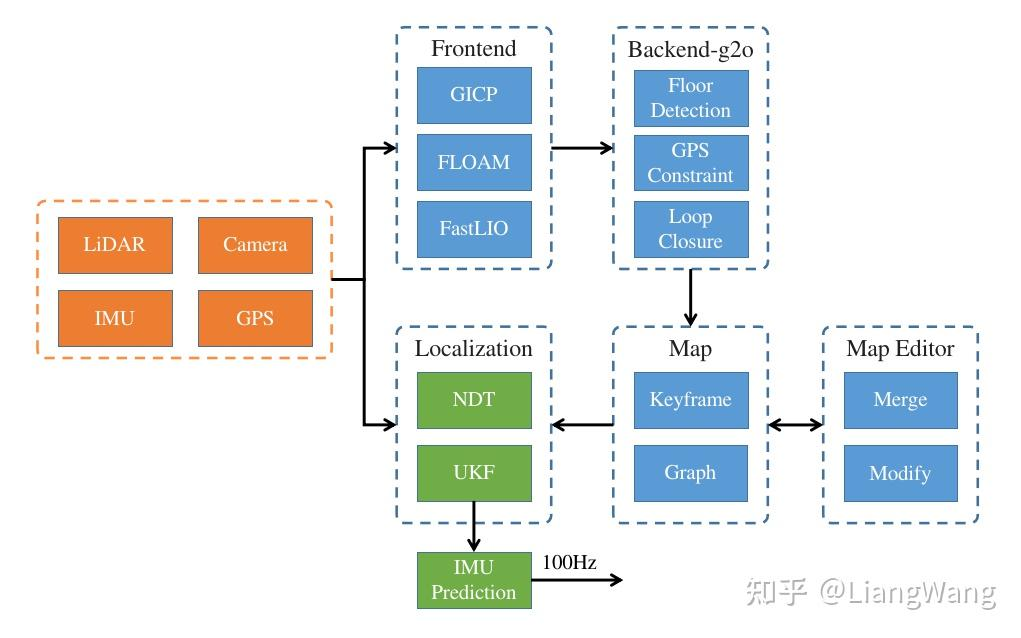 Frontend
GICP
FLOAM
FastLIO
Backend-g2o
Floor
Detection
GPS
Constraint
Loop
Closure
LiDAR
Camera
IMU
GPS
Localization
NDT
UKF
Map
Keyframe
Graph
Map Editor
Merge
Modify
IMU
Prediction
100Hz
知乎 @LiangWang